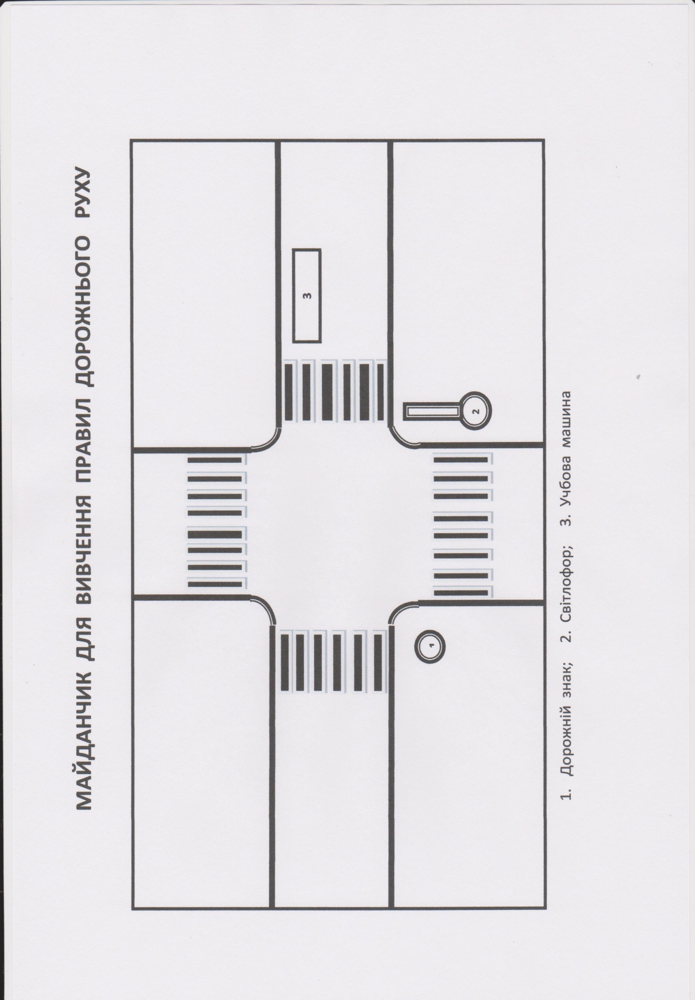 МАЙДАНЧИК ДЛЯ ВИВЧЕННЯ ПРАВИЛ ДОРОЖНЬОГО РУХУ
3
2
1
1. Дорожній знак; 2. Світлофор; 3. Учбова машина